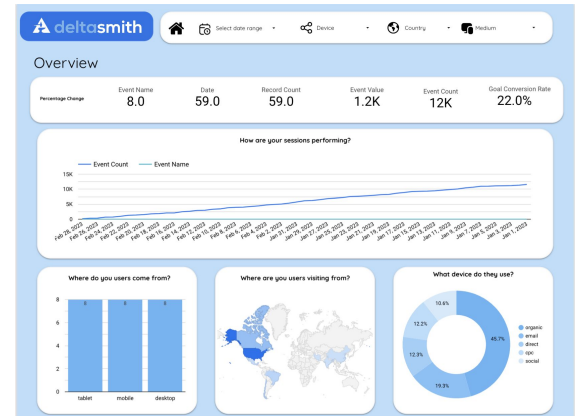 deltasmith
Select date range
Device
Country
Medium
Overview
Percentage Change
Event Name
8.0
Date
59.0
Record Count
59.0
Event Value
1.2K
Event Count
12K
Goal Conversion Rate
22.0%
How are your sessions performing?
Event Count
Event Name
15K
10K
5K
0
Feb 28, 2023
Feb 26, 2023
Feb 24, 2023
Feb 22, 2023
Feb 20, 2023
Feb 18, 2023
Feb 16, 2023
Feb 14, 2023
Feb 12, 2023
Feb 10, 2023
Feb 8, 2023
Feb 6, 2023
Feb 4, 2023
Feb 2, 2023
Jan 31, 2023
Jan 29, 2023
Jan 27, 2023
Jan 25, 2023
Jan 23, 2023
Jan 21, 2023
Jan 19, 2023
Jan 17, 2023
Jan 15, 2023
Jan 13, 2023
Jan 11, 2023
Jan 9, 2023
Jan 7, 2023
Jan 5, 2023
Jan 3, 2023
Jan 1, 2023
Where do you users come from?
8
6
4
2
0
8
8
8
tablet
mobile
desktop
Where are you users visiting from?
What device do they use?
10.6%
12.2%
12.3%
19.3%
45.7%
organic
email
direct
cpc
social